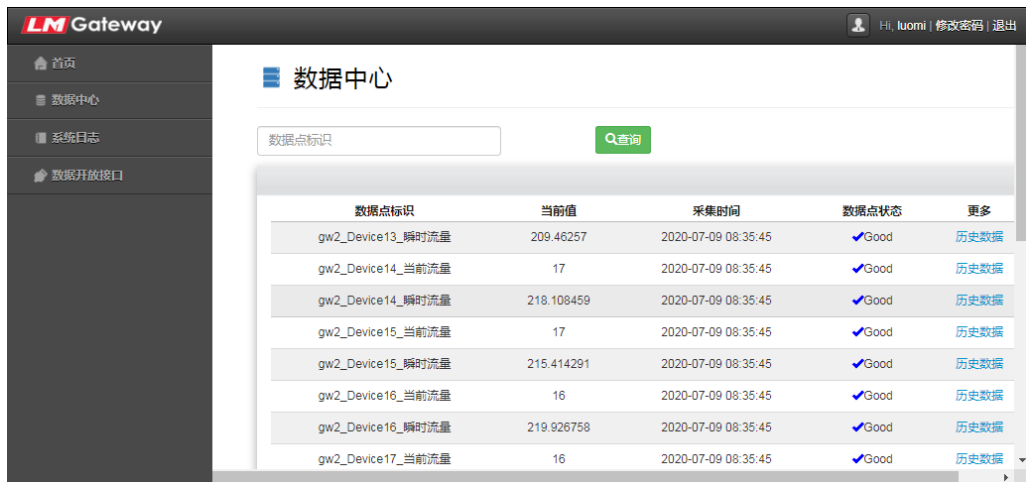 LM Gateway
Hi, luomi | 修改密码 | 退出
首页
数据中心
系统日志
数据开放接口
数据中心
数据点标识
查询
数据点标识 当前值 采集时间 数据点状态 更多
gw2_Device13_瞬时流量 209.46257 2020-07-09 08:35:45 Good 历史数据
gw2_Device14_当前流量 17 2020-07-09 08:35:45 Good 历史数据
gw2_Device14_瞬时流量 218.108459 2020-07-09 08:35:45 Good 历史数据
gw2_Device15_当前流量 17 2020-07-09 08:35:45 Good 历史数据
gw2_Device15_瞬时流量 215.414291 2020-07-09 08:35:45 Good 历史数据
gw2_Device16_当前流量 16 2020-07-09 08:35:45 Good 历史数据
gw2_Device16_瞬时流量 219.926758 2020-07-09 08:35:45 Good 历史数据
gw2_Device17_当前流量 16 2020-07-09 08:35:45 Good 历史数据